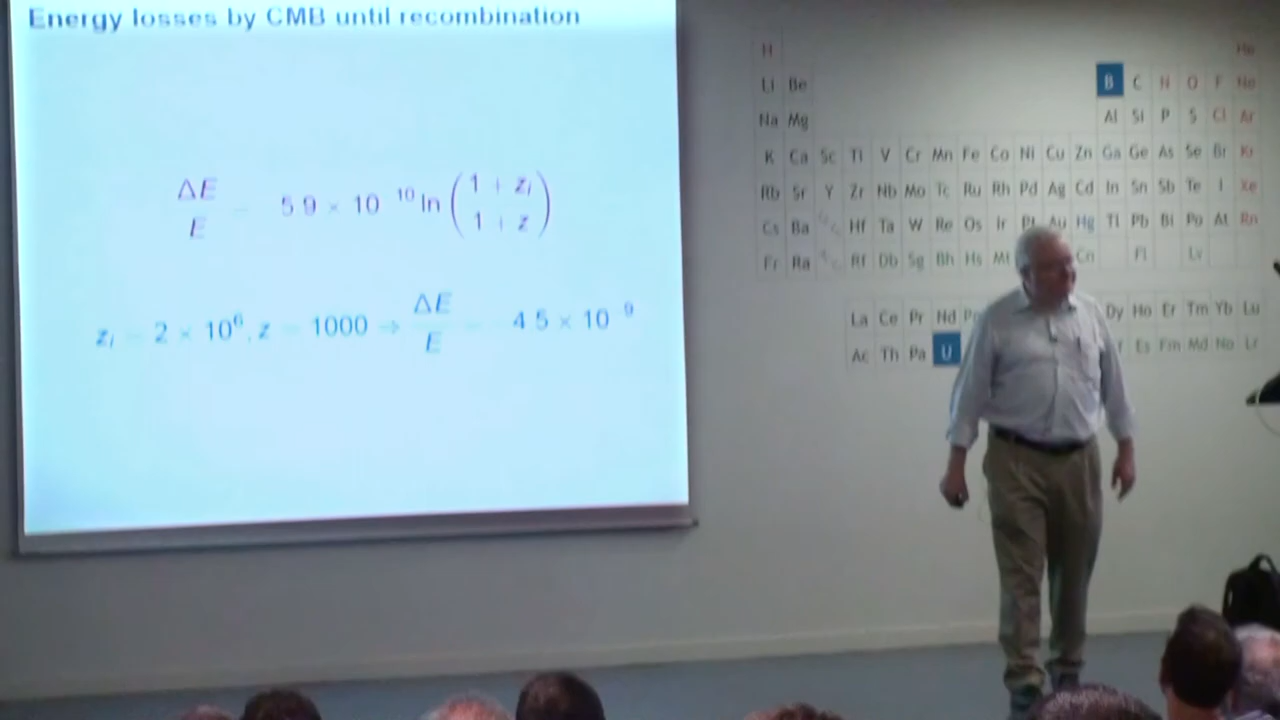 Energy losses by CMB until recombination
ΔE/E = 5.9 × 10⁻¹⁰ ln((1 + zᵢ)/(1 + z))
zᵢ = 2 × 10⁶, z = 1000 ⇒ ΔE/E = 4.5 × 10⁻⁹
H He
Li Be B C N O F Ne
Na Mg Al Si P S Cl Ar
K Ca Sc Ti V Cr Mn Fe Co Ni Cu Zn Ga Ge As Se Br Kr
Rb Sr Y Zr Nb Mo Tc Ru Rh Pd Ag Cd In Sn Sb Te I Xe
Cs Ba Hf Ta W Re Os Ir Pt Au Hg Tl Pb Bi Po At Rn
Fr Ra Rf Db Sg Bh Hs Mt Cn Fl Lv
La Ce Pr Nd Dy Ho Er Tm Yb Lu
Ac Th Pa U Es Fm Md No Lr